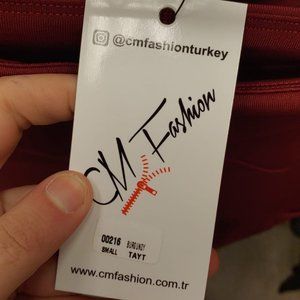 @cmfashionturkey
CM Fashion
00216 BURGUNDY
SMALL TAYT
www.cmfashion.com.tr